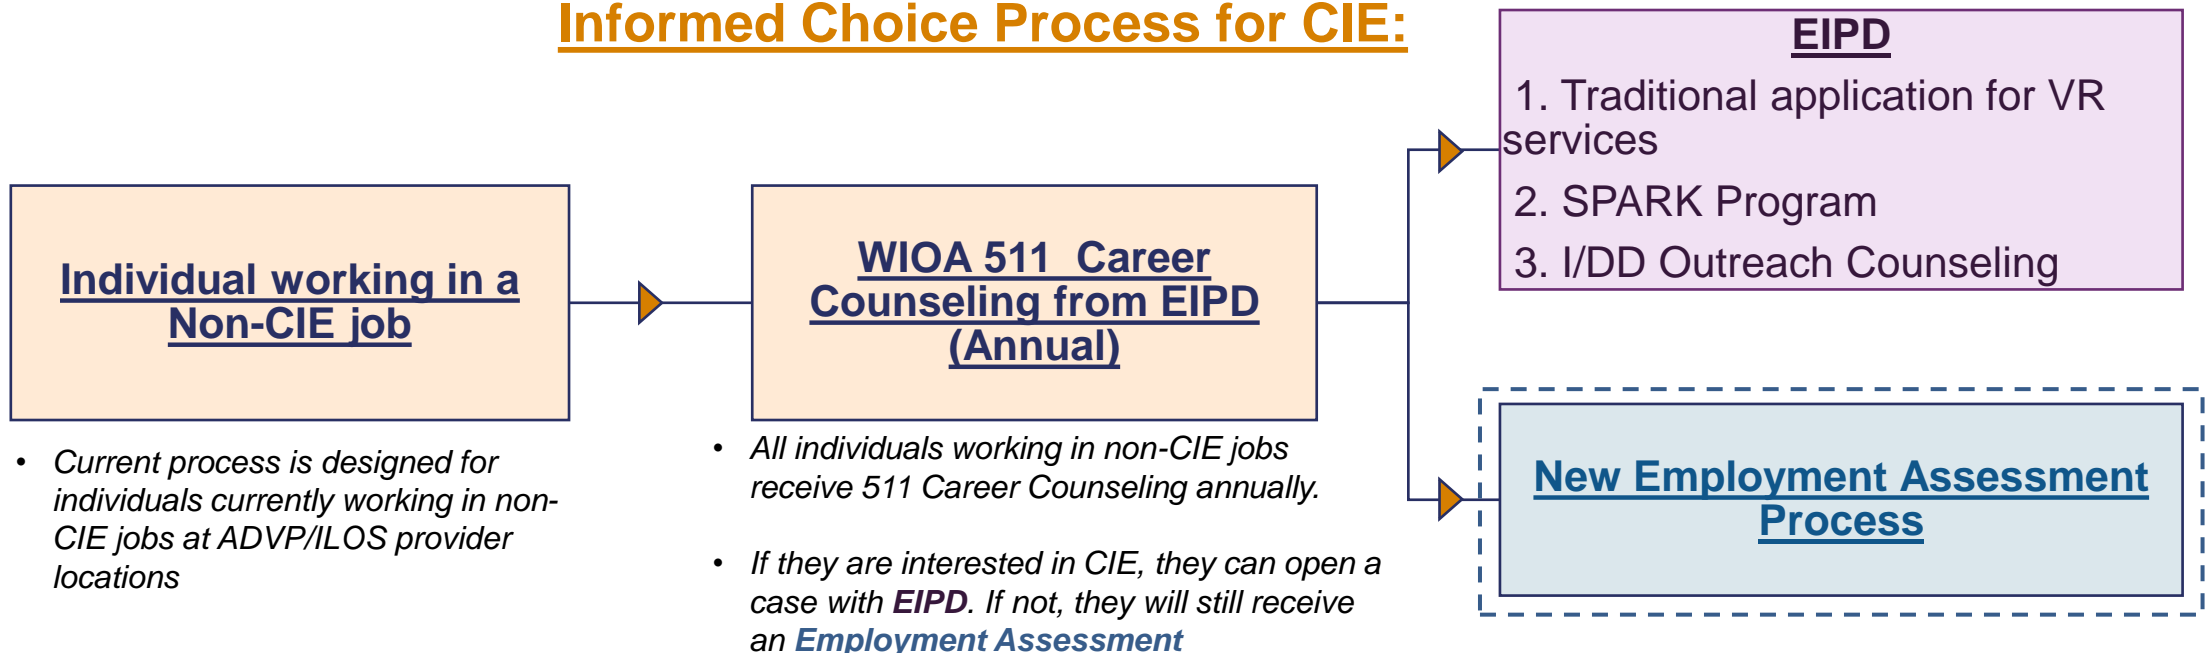 Informed Choice Process for CIE:
Individual working in a
Non-CIE job
• Current process is designed for
individuals currently working in non-
CIE jobs at ADVP/ILOS provider
locations
WIOA 511 Career
Counseling from EIPD
(Annual)
• All individuals working in non-CIE jobs
receive 511 Career Counseling annually.
• If they are interested in CIE, they can open a
case with EIPD. If not, they will still receive
an Employment Assessment
EIPD
1. Traditional application for VR
services
2. SPARK Program
3. I/DD Outreach Counseling
New Employment Assessment
Process